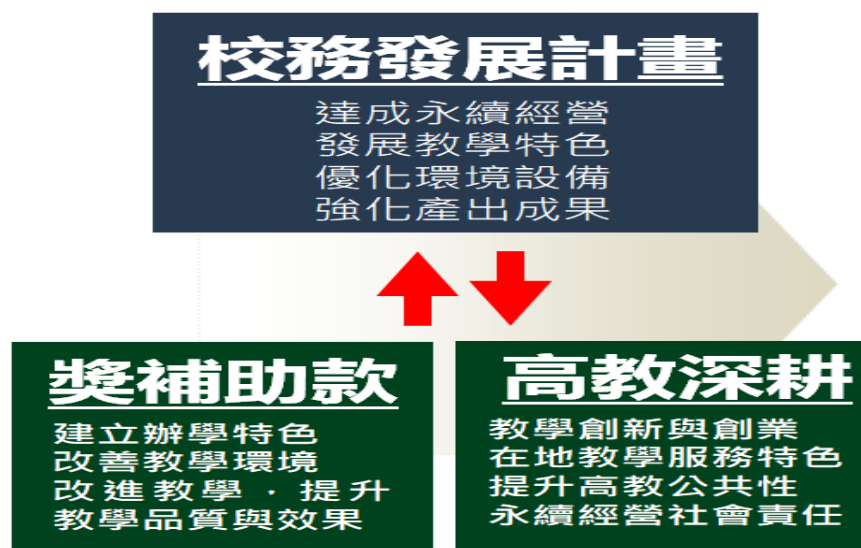 校務發展計畫
達成永續經營
發展教學特色
優化環境設備
強化產出成果
獎補助款
建立辦學特色
改善教學環境
改進教學‧提升
教學品質與效果
高教深耕
教學創新與創業
在地教學服務特色
提升高教公共性
永續經營社會責任